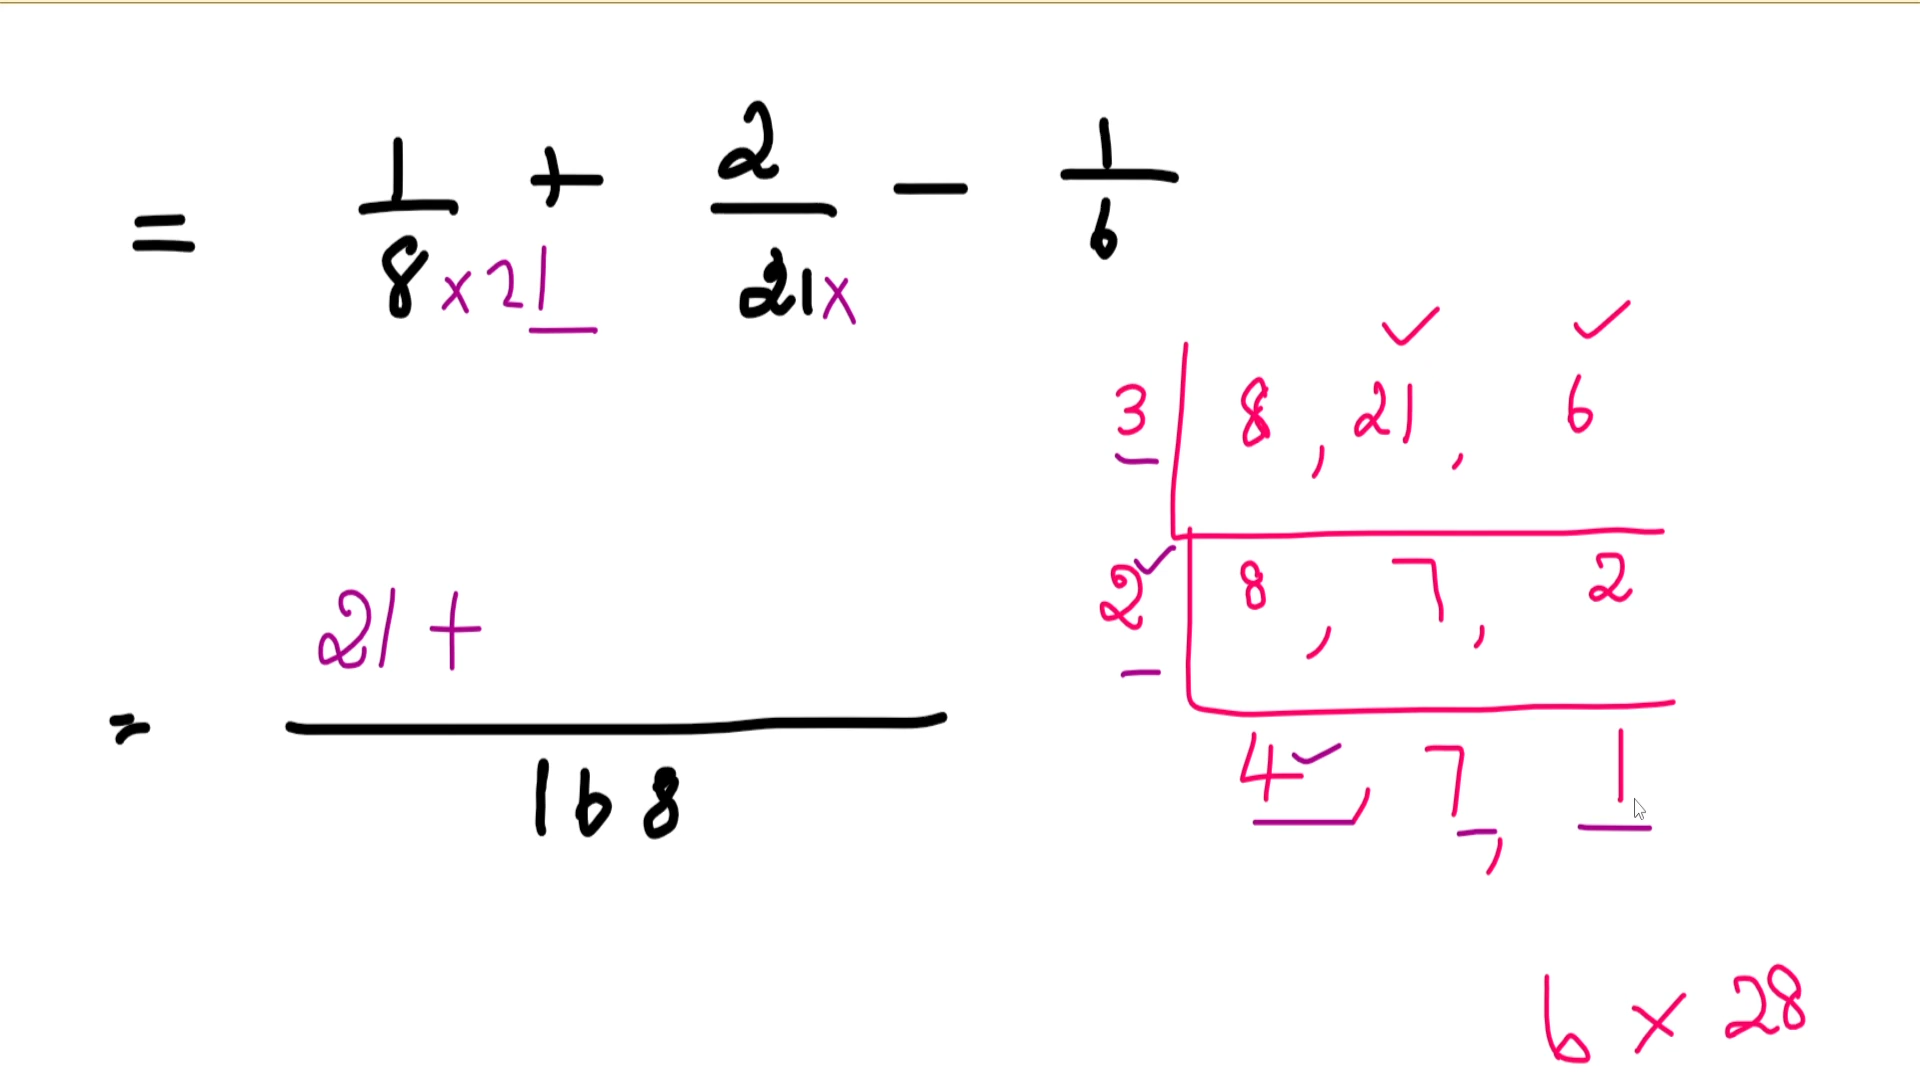 = 1/8×21 + 2/21× − 1/6
3 | 8, 21, 6
2 | 8, 7, 2
4, 7, 1
= 21+ / 168
6 × 28